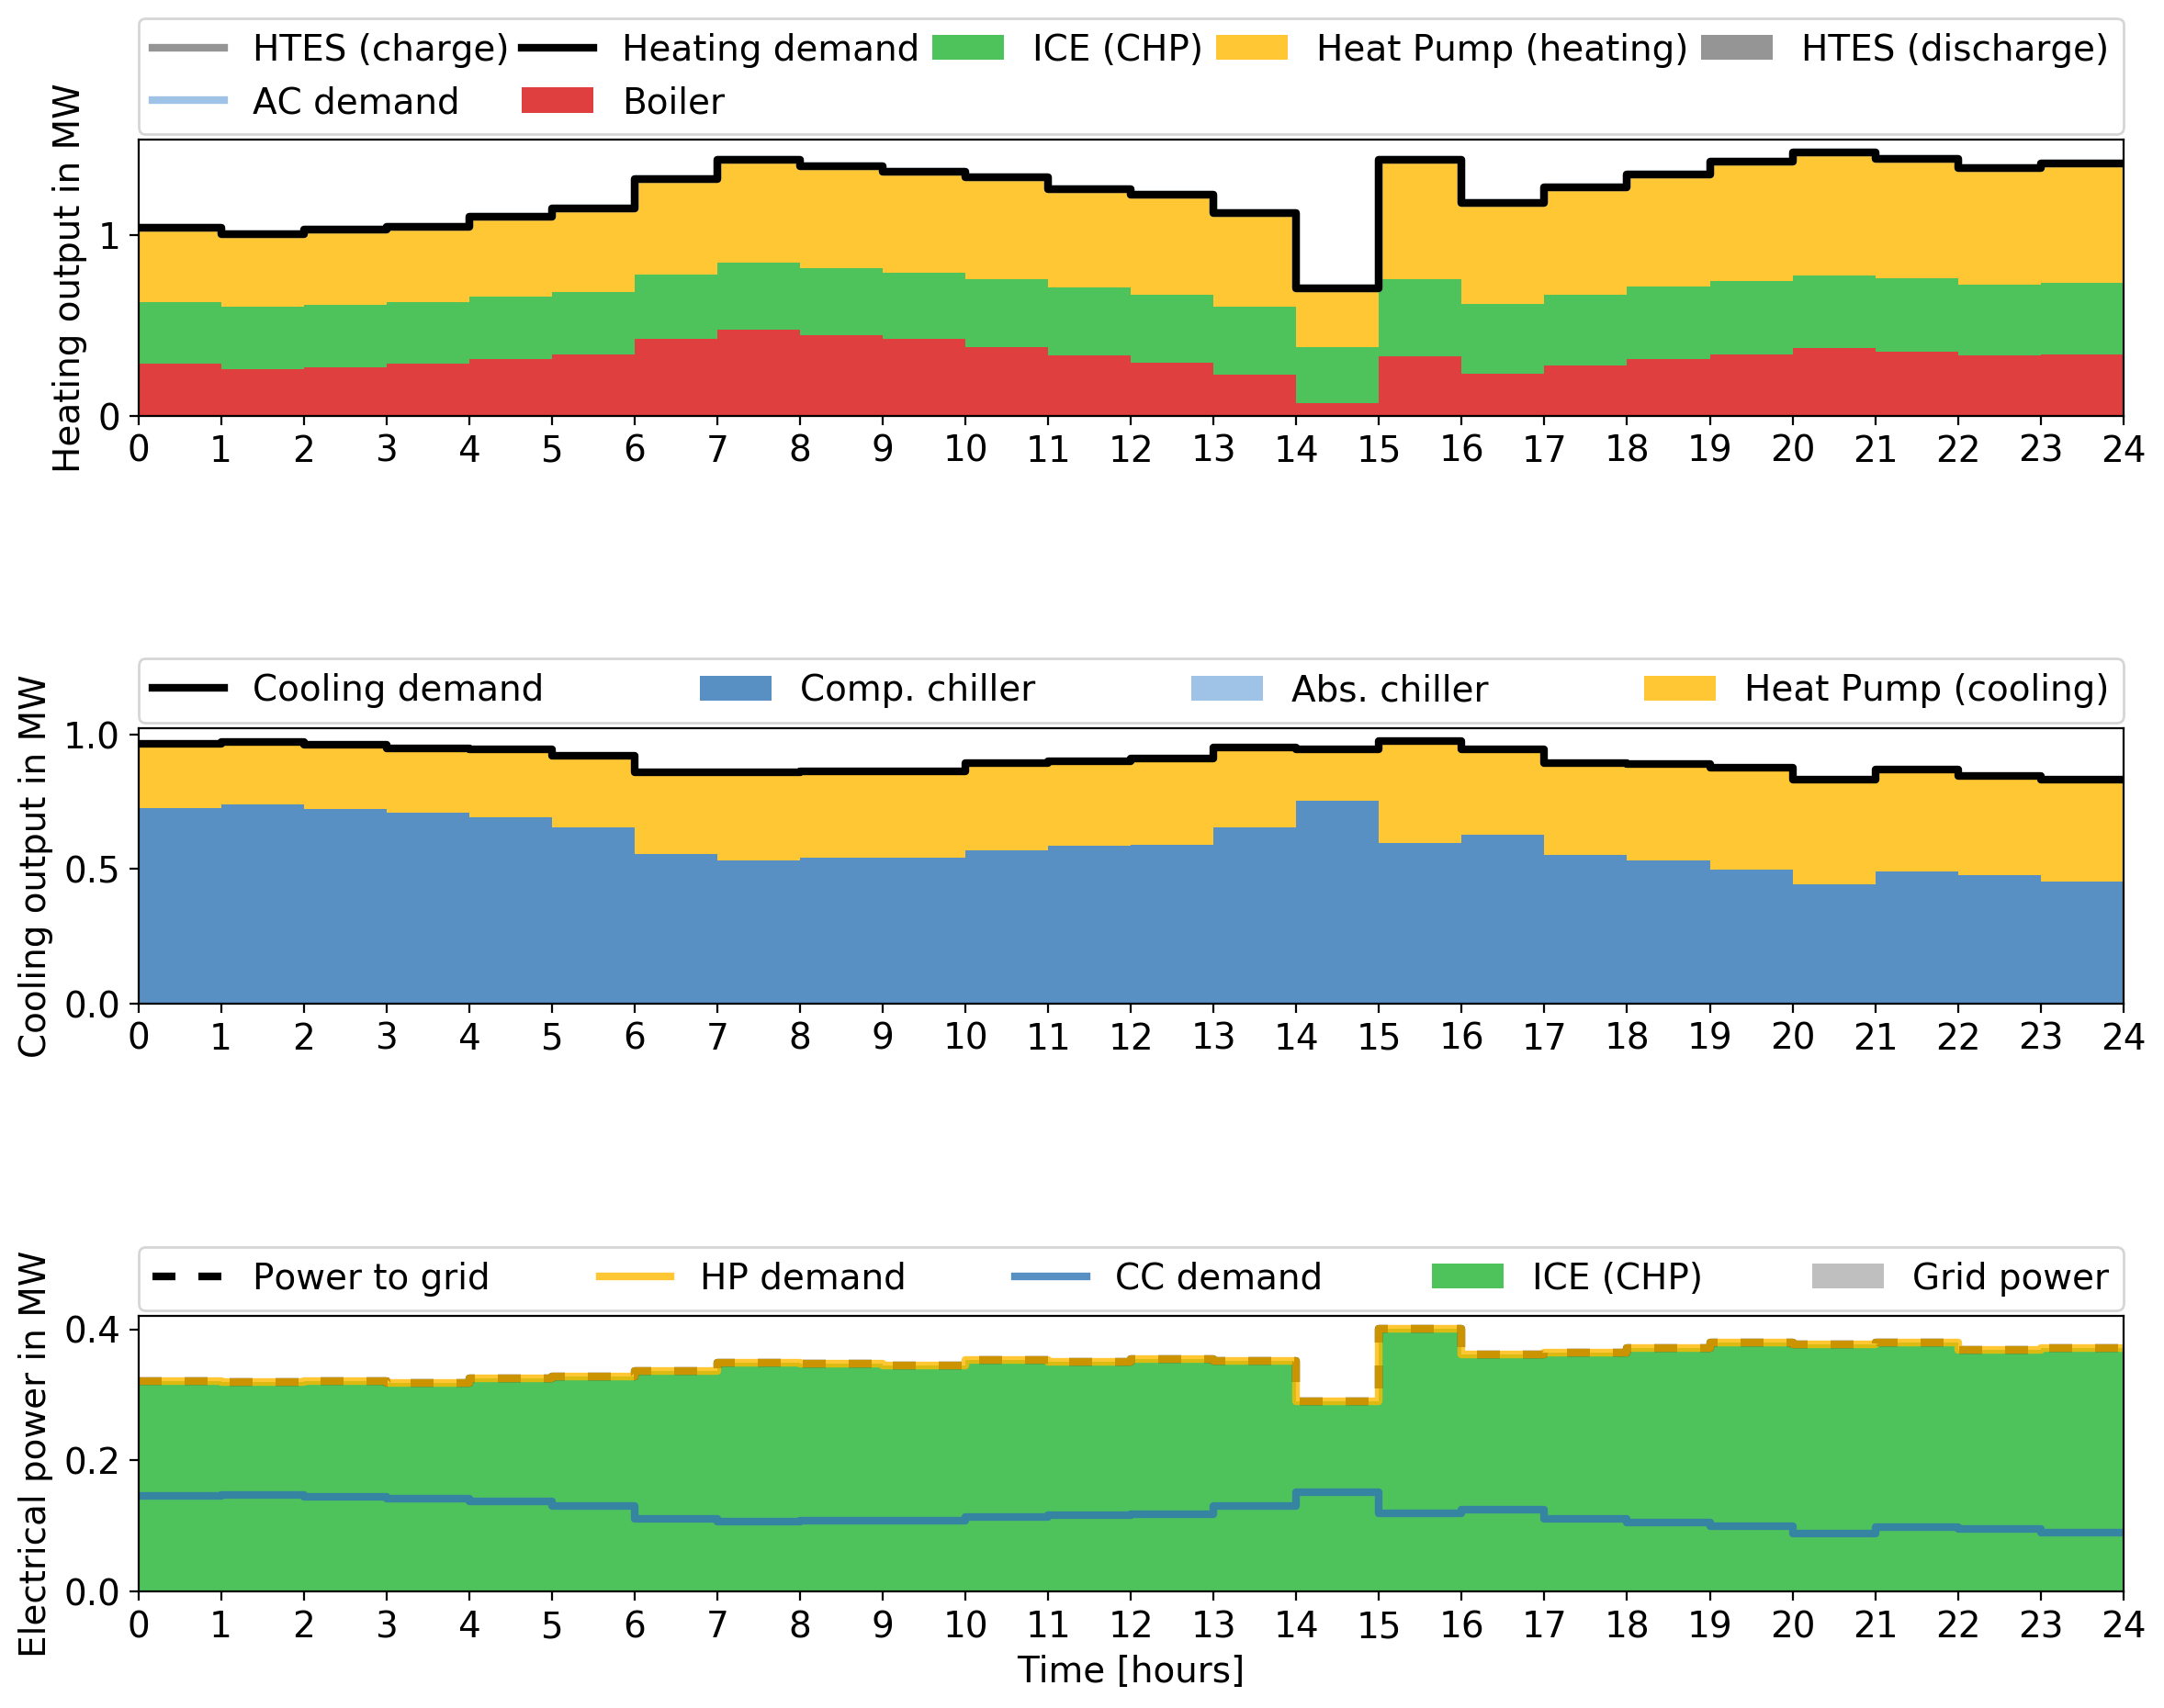 HTES (charge) Heating demand ICE (CHP) Heat Pump (heating) HTES (discharge)
AC demand Boiler
Heating output in MW
1
0
0 1 2 3 4 5 6 7 8 9 10 11 12 13 14 15 16 17 18 19 20 21 22 23 24
Cooling demand Comp. chiller Abs. chiller Heat Pump (cooling)
Cooling output in MW
1.0
0.5
0.0
0 1 2 3 4 5 6 7 8 9 10 11 12 13 14 15 16 17 18 19 20 21 22 23 24
Power to grid HP demand CC demand ICE (CHP) Grid power
Electrical power in MW
0.4
0.2
0.0
0 1 2 3 4 5 6 7 8 9 10 11 12 13 14 15 16 17 18 19 20 21 22 23 24
Time [hours]